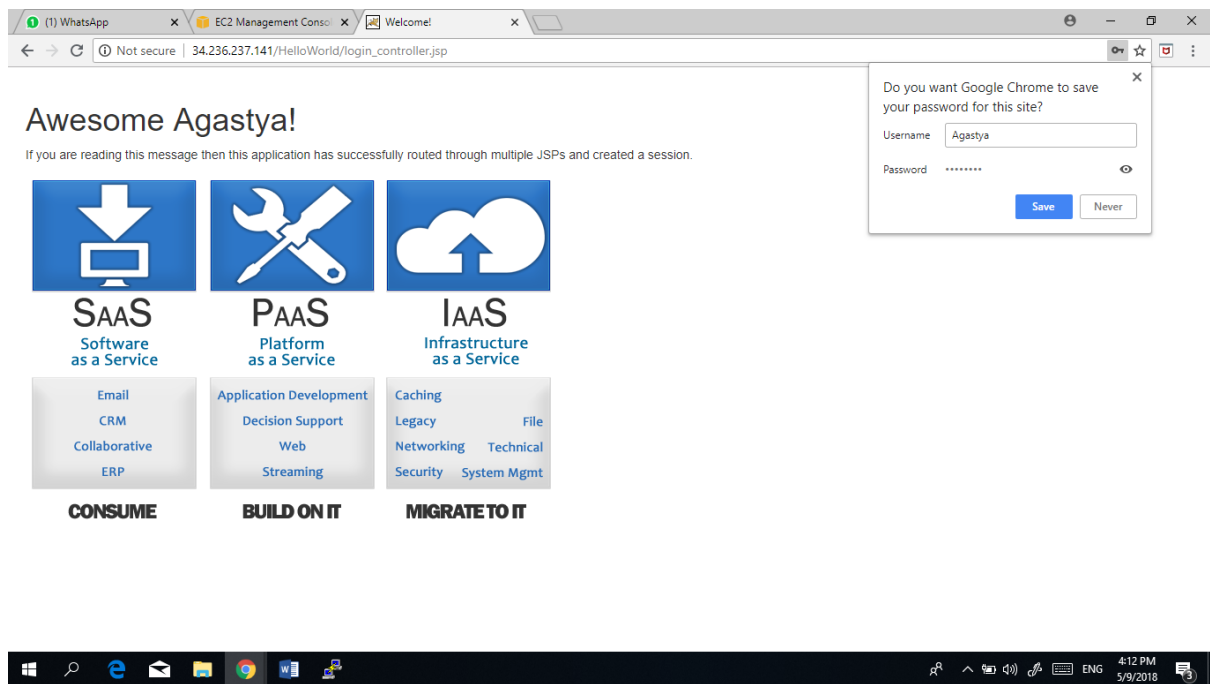 (1) WhatsApp
EC2 Management Consol
Welcome!
Not secure | 34.236.237.141/HelloWorld/login_controller.jsp
Do you want Google Chrome to save
your password for this site?
Username Agastya
Password ••••••••
Save Never
Awesome Agastya!
If you are reading this message then this application has successfully routed through multiple JSPs and created a session.
SAAS PAAS IAAS
Software Platform Infrastructure
as a Service as a Service as a Service
Email Application Development Caching
CRM Decision Support Legacy File
Collaborative Web Networking Technical
ERP Streaming Security System Mgmt
CONSUME BUILD ON IT MIGRATE TO IT
ENG 4:12 PM
5/9/2018
3